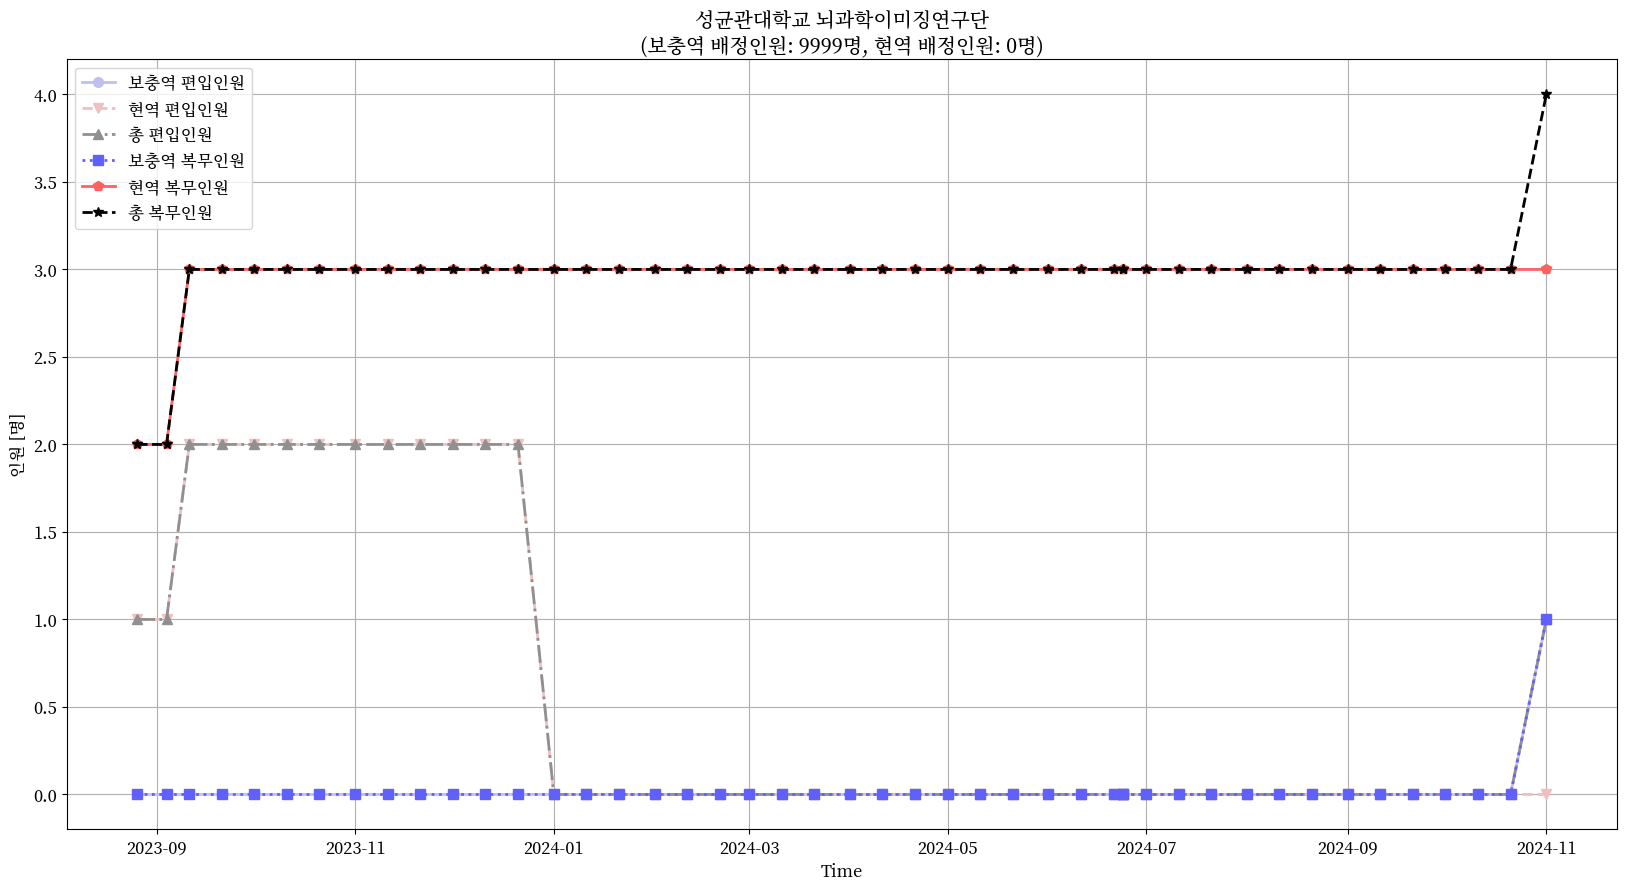 성균관대학교 뇌과학이미징연구단
(보충역 배정인원: 9999명, 현역 배정인원: 0명)
보충역 편입인원
현역 편입인원
총 편입인원
보충역 복무인원
현역 복무인원
총 복무인원
4.0
3.5
3.0
2.5
2.0
1.5
1.0
0.5
0.0
인원 [명]
2023-09 2023-11 2024-01 2024-03 2024-05 2024-07 2024-09 2024-11
Time